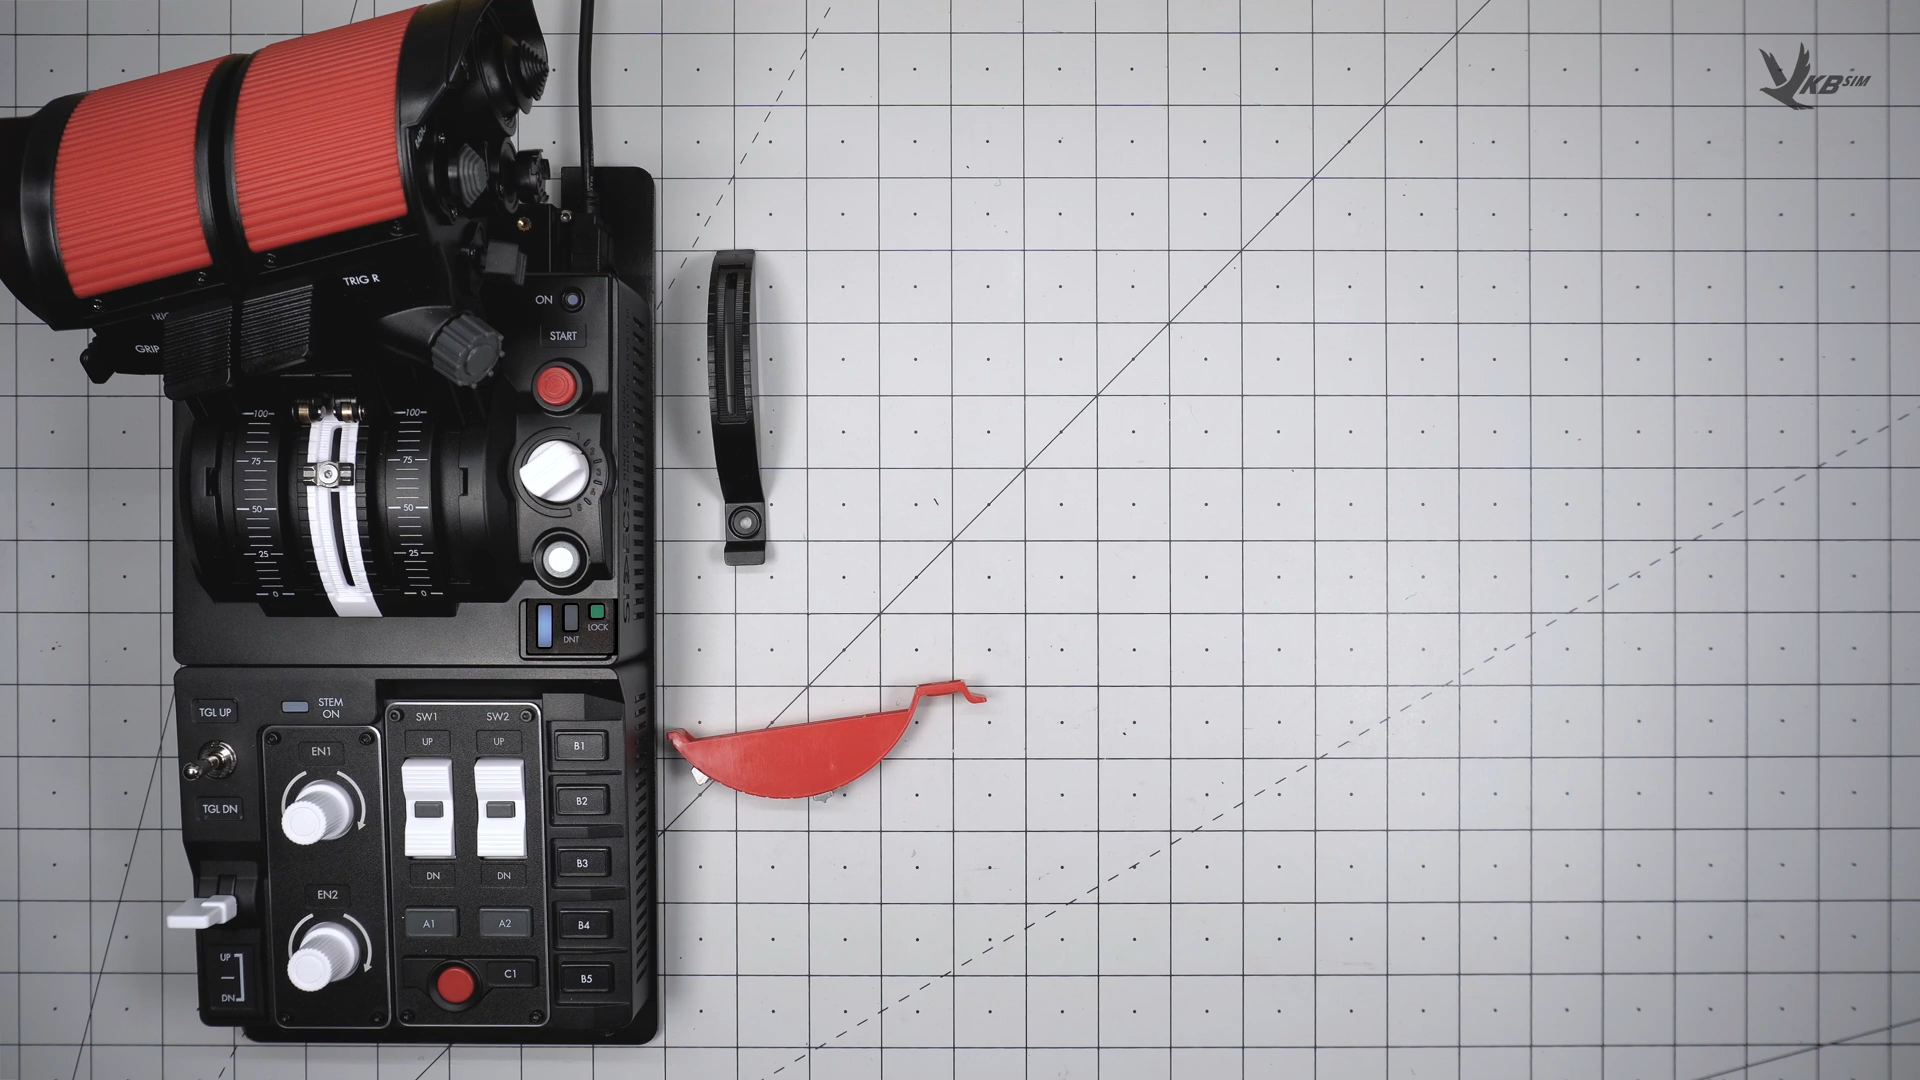 VKBSIM
TRIG R
GRIP
ON
START
100
100
75
75
50
50
25
25
0
0
DNT
LOCK
TGL UP
STEM
ON
SW1
SW2
UP
UP
EN1
B1
TGL DN
B2
B3
DN
DN
EN2
A1
A2
B4
UP
C1
B5
DN